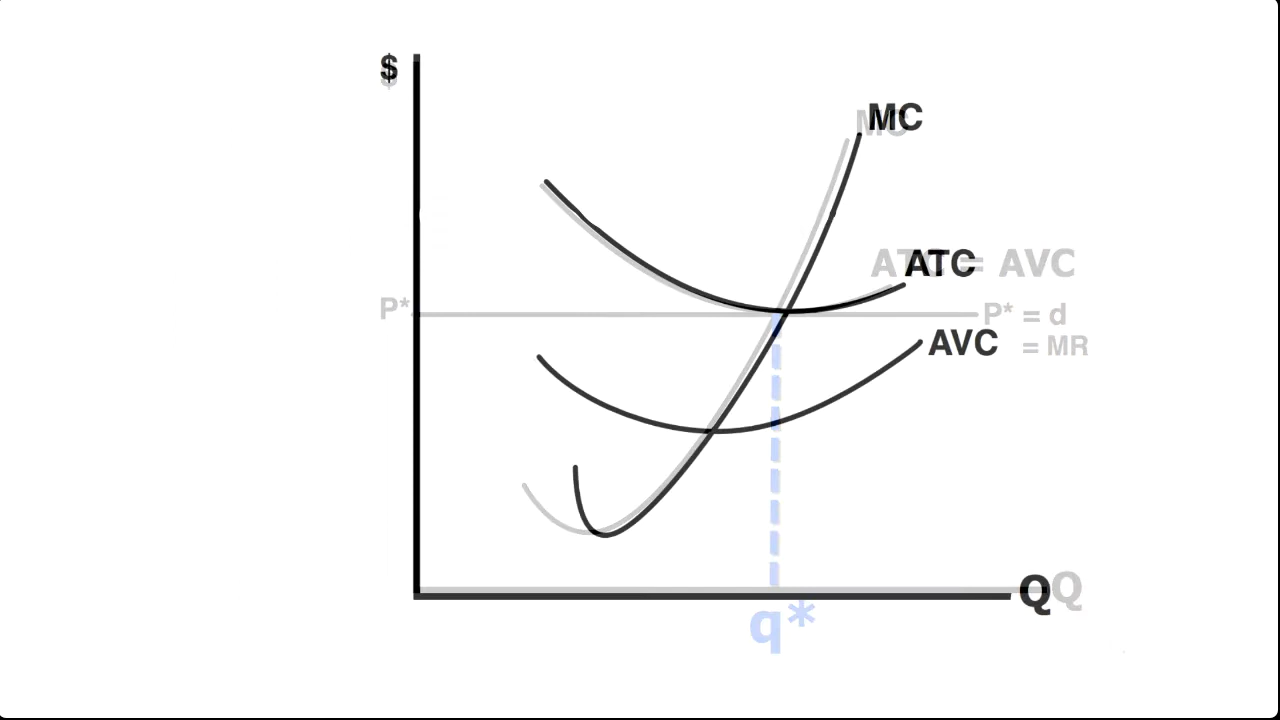 $
MC
MC
ATC = AVC
ATC
P*
P* = d
AVC
= MR
Q
Q
q*